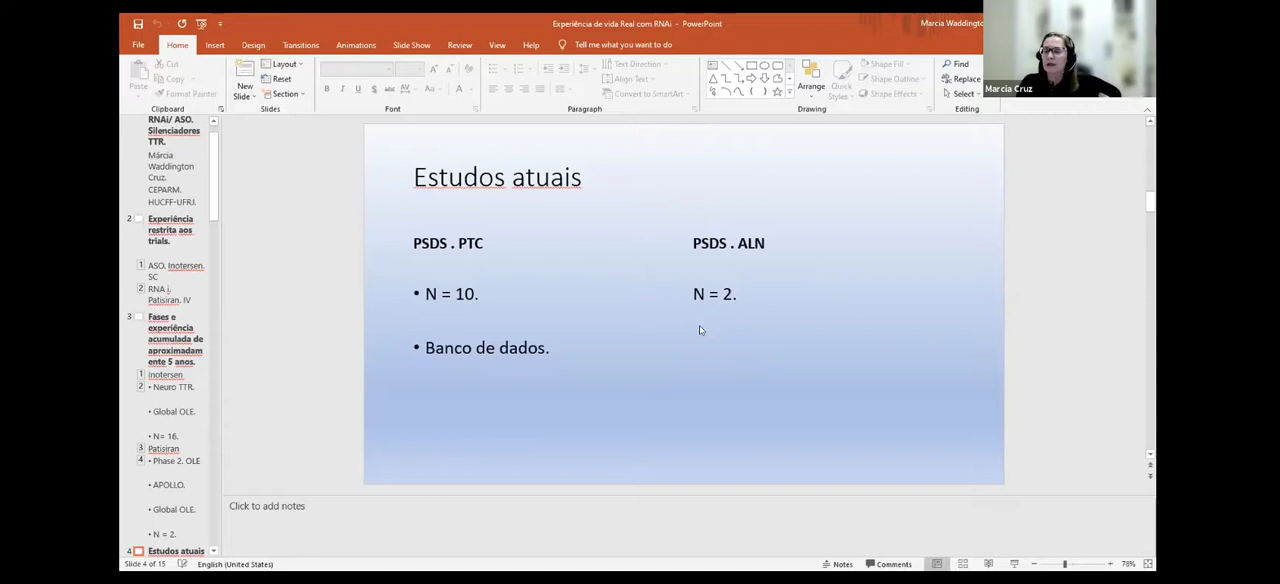 Experiência de vida Real com RNAi - PowerPoint
Marcia Waddington
File Home Insert Design Transitions Animations Slide Show Review View Help Tell me what you want to do
Paste
Cut
Copy
Format Painter
Clipboard
New
Slide
Layout
Reset
Section
Slides
Font
Text Direction
Align Text
Convert to SmartArt
Paragraph
Arrange
Quick
Styles
Shape Fill
Shape Outline
Shape Effects
Drawing
Find
Replace
Select
Editing
Marcia Cruz
RNAi/ ASO.
Silenciadores
TTR.
Márcia
Waddington
Cruz.
CEPARM.
HUCFF-UFRJ.
2 Experiência
restrita aos
trials.
1 ASO. Inotersen.
SC
2 RNA i.
Patisiran. IV
3 Fases e
experiência
acumulada de
aproximadam
ente 5 anos.
1 inotersen
2 • Neuro TTR.
• Global OLE.
• N= 16.
3 Patisiran
4 • Phase 2. OLE
• APOLLO.
• Global OLE.
• N = 2.
4 Estudos atuais
Estudos atuais
PSDS . PTC
• N = 10.
• Banco de dados.
PSDS . ALN
N = 2.
Click to add notes
Slide 4 of 15 English (United States) Notes Comments 78%